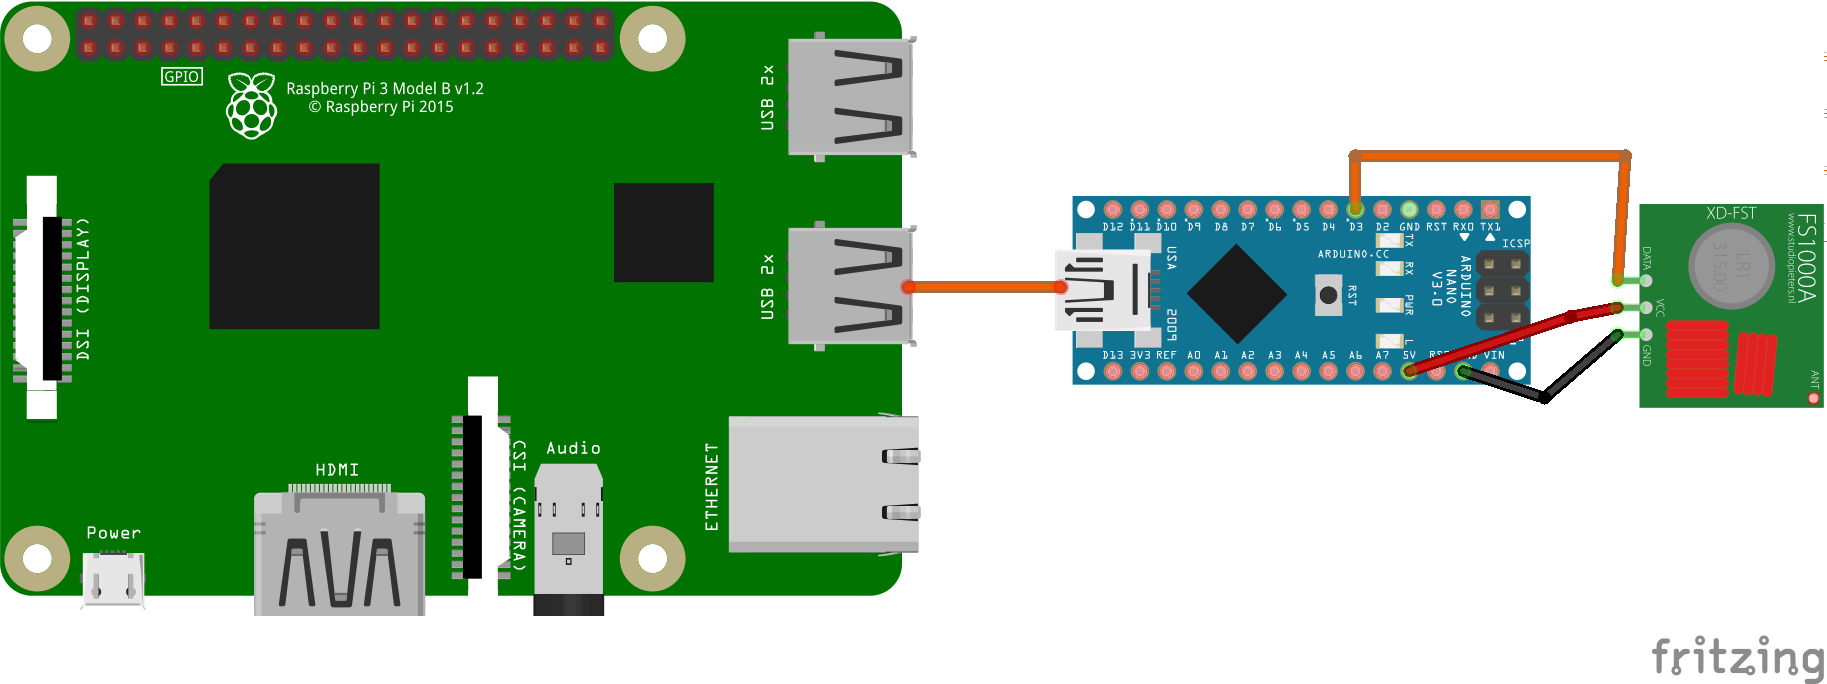 GPIO
Raspberry Pi 3 Model B v1.2
© Raspberry Pi 2015
USB 2x
USB 2x
DSI (DISPLAY)
CSI (CAMERA)
ETHERNET
Audio
HDMI
Power
D12 D11 D10 D9 D8 D7 D6 D5 D4 D3 D2 GND RST RX0 TX1
USA
2009
ARDUINO.CC
RST
TX
RX
PWR
L
ARDUINO
NANO
V3.0
ICSP
D13 3V3 REF A0 A1 A2 A3 A4 A5 A6 A7 5V VIN
XD-FST
FS1000A
www.studiopieters.nl
LR1
315.00
DATA
VCC
GND
ANT
fritzing